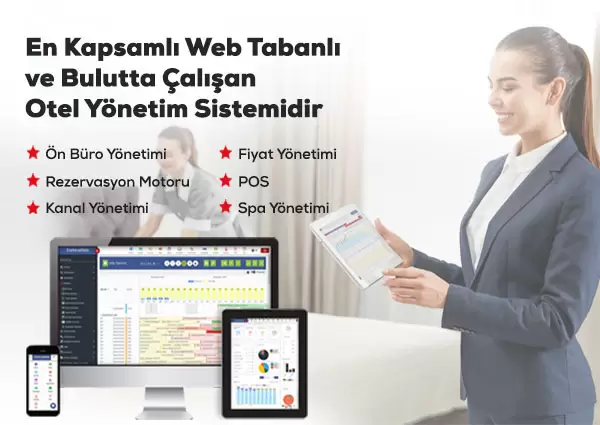 En Kapsamlı Web Tabanlı
ve Bulutta Çalışan
Otel Yönetim Sistemidir
Ön Büro Yönetimi
Fiyat Yönetimi
Rezervasyon Motoru
POS
Kanal Yönetimi
Spa Yönetimi